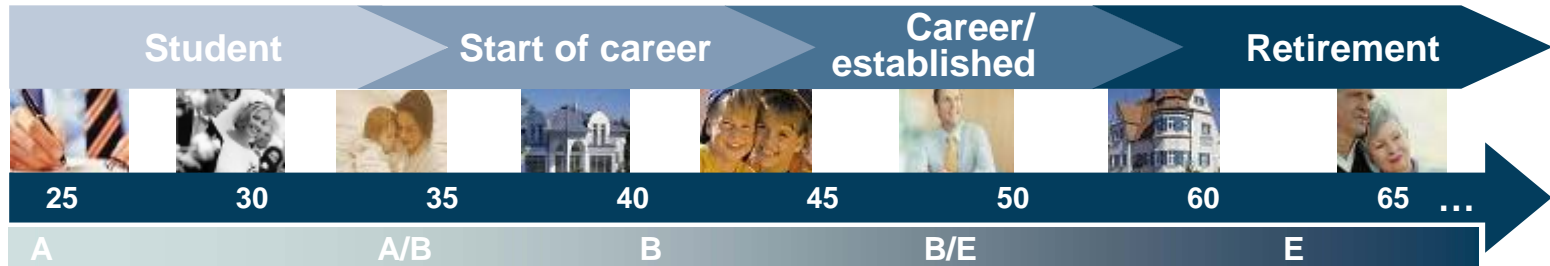 Student
Start of career
Career/
established
Retirement
25 30 35 40 45 50 60 65 ...
A A/B B B/E E